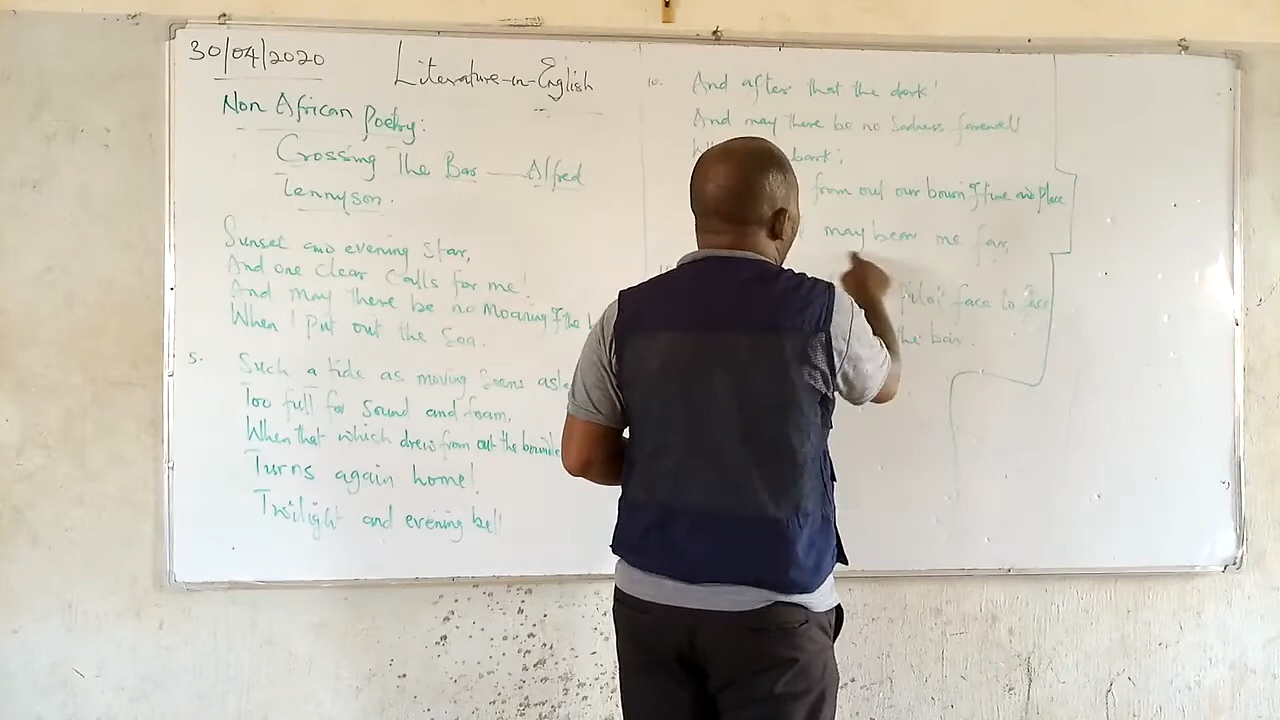 30/04/2020
Literature-in-English
Non African Poetry:
Crossing The Bar — Alfred
Tennyson.
Sunset and evening star,
And one clear calls for me!
And may there be no moaning of the
When I put out the Sea.
5. Such a tide as moving seems
Too full for sound and foam,
When that which drew from out the
Turns again home!
Twilight and evening bell
10. And after that the dark!
And may there be no Sadness farewell
bark;
from out our bourn of time and Place
may bear me far,
Pilot face to face
the bar.